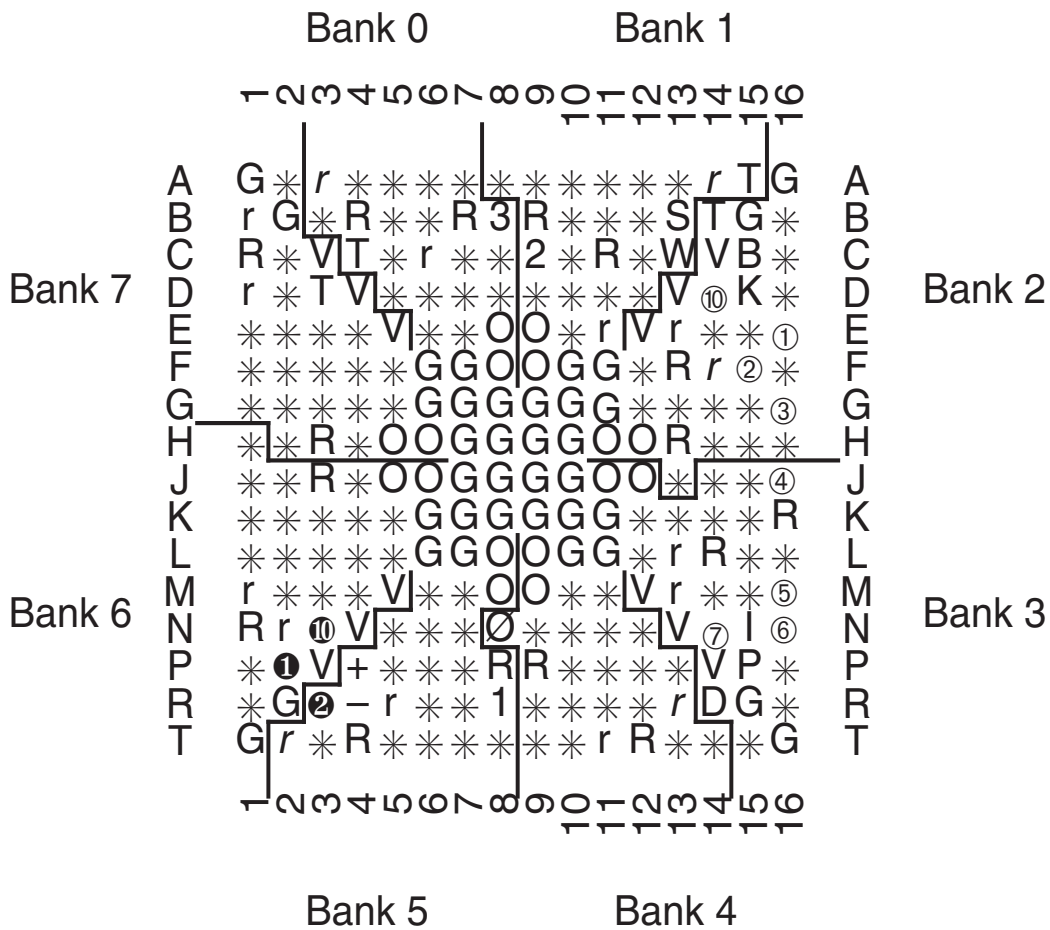 Bank 0 Bank 1
1 2 3 4 5 6 7 8 9 10 11 12 13 14 15 16
A G * r * * * * * * * * * * r T G A
B r G * R * * R 3 R * * * S T G * B
C R * V T * r * * 2 * R * W V B * C
Bank 7 D r * T V * * * * * * * * V ⑩ K * D Bank 2
E * * * * V * * O O * r V r * * ① E
F * * * * * G G O O G G * R r ② * F
G * * * * * G G G G G G * * * * ③ G
H * * R * O O G G G G O O R * * * H
J * * R * O O G G G G O O * * * ④ J
K * * * * * G G G G G G * * * * R K
L * * * * * G G O O G G * r R * * L
M r * * * V * * O O * * V r * * ⑤ M
Bank 6 N R r ❿ V * * * Ø * * * * V ⑦ I ⑥ N Bank 3
P * ❶ V + * * * R R * * * * V P * P
R * G ❷ – r * * 1 * * * * r D G * R
T G r * R * * * * * * r R * * * G T
1 2 3 4 5 6 7 8 9 10 11 12 13 14 15 16
Bank 5 Bank 4